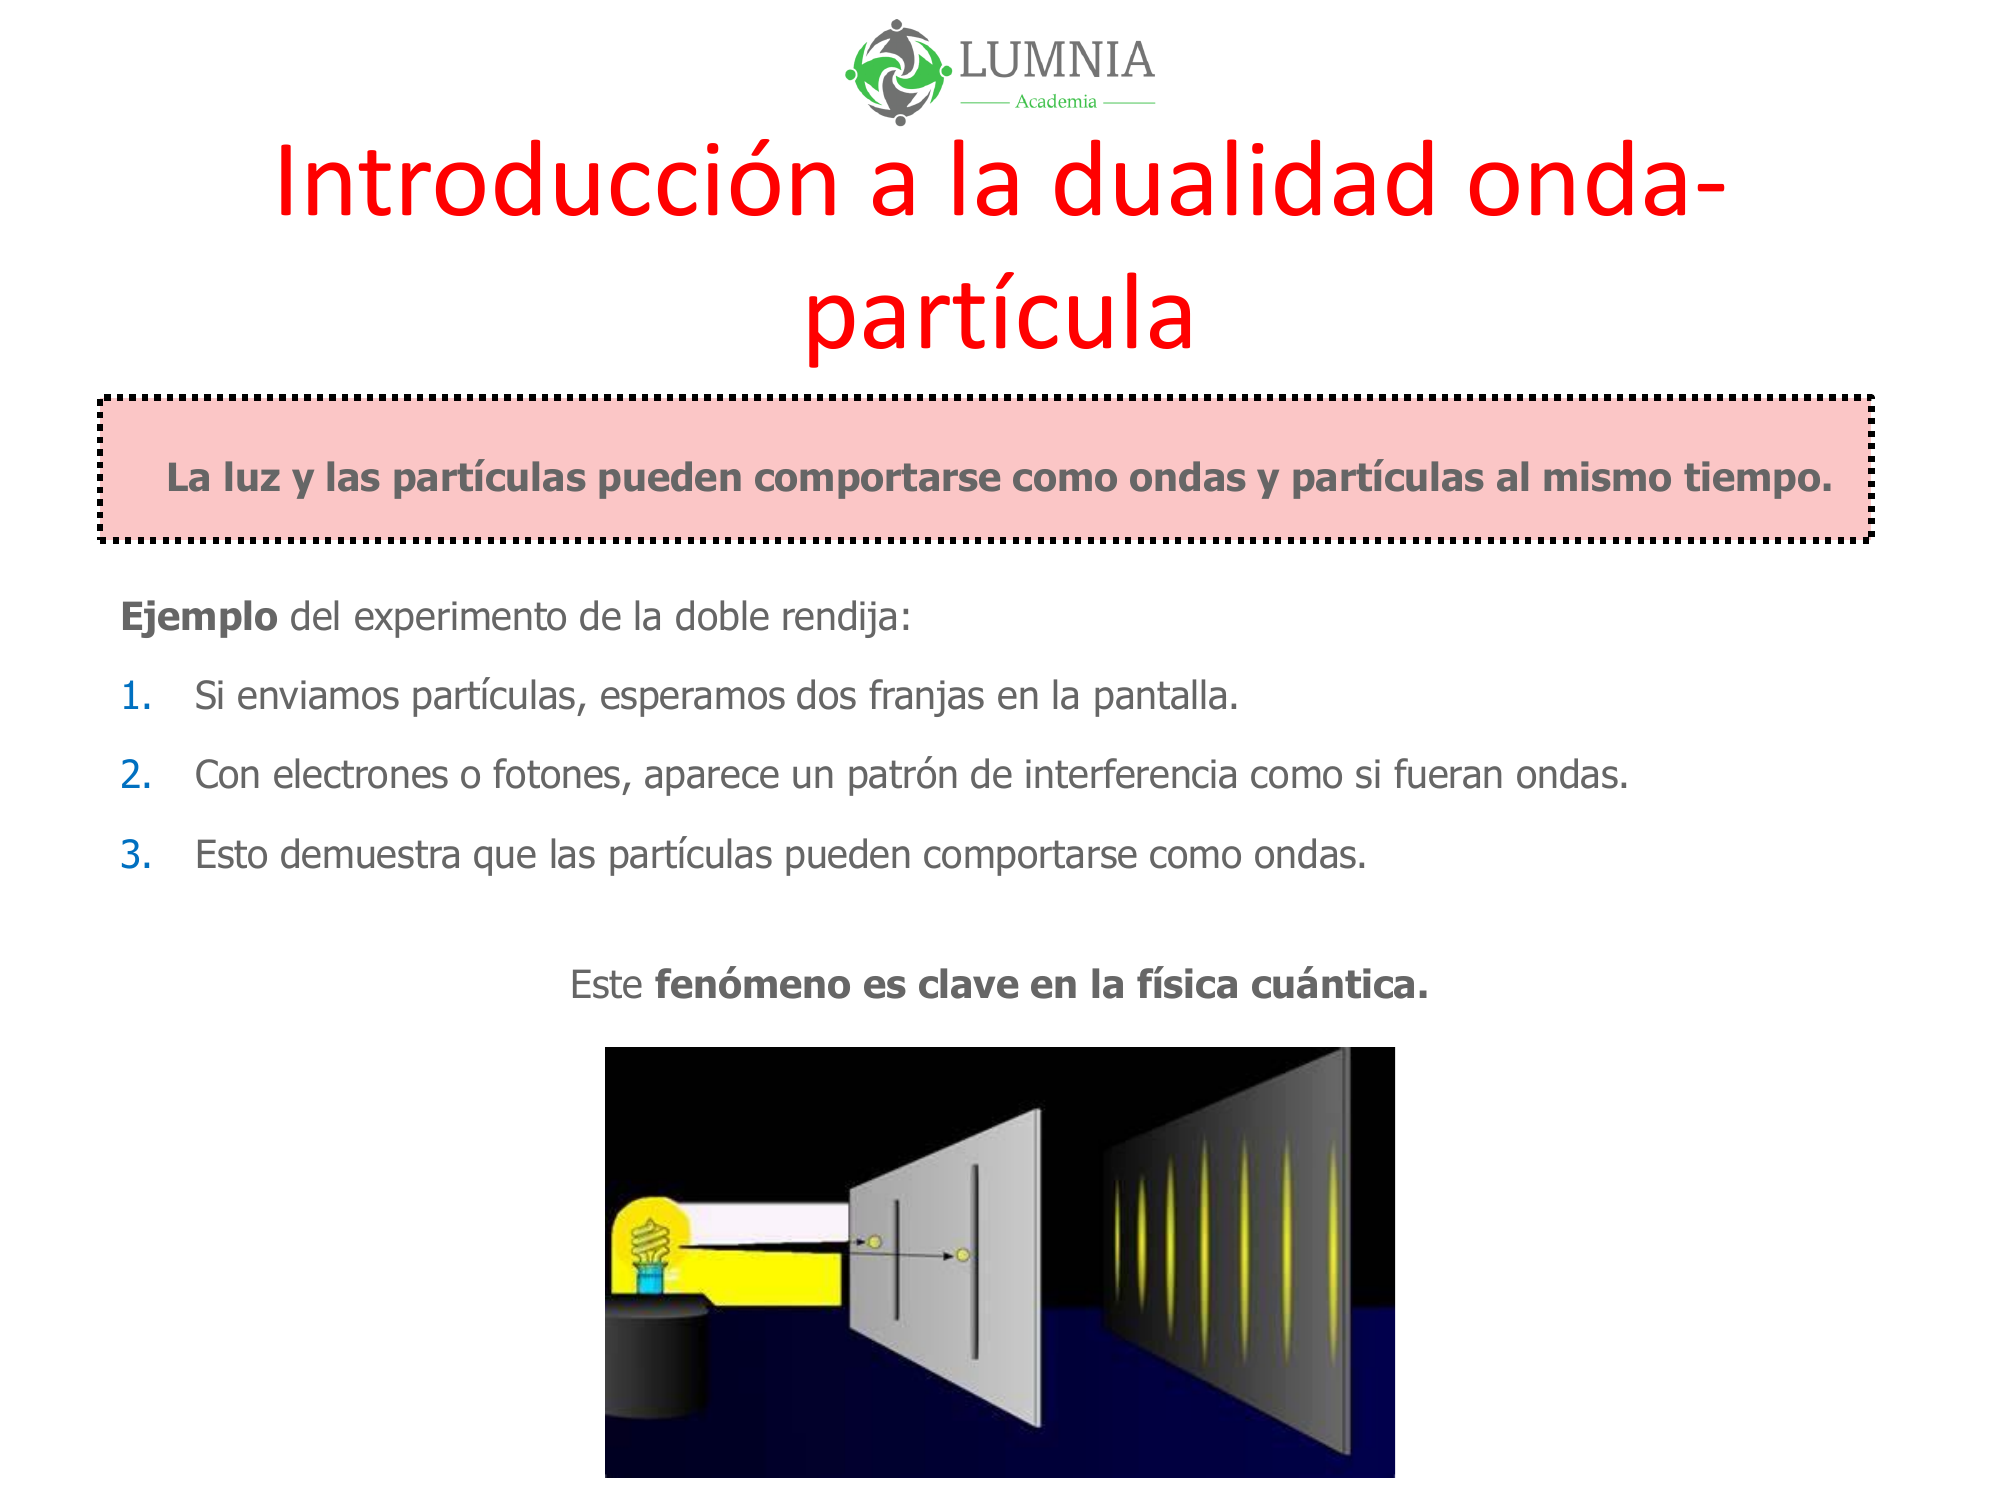 LUMNIA
Academia
Introducción a la dualidad onda-
partícula
La luz y las partículas pueden comportarse como ondas y partículas al mismo tiempo.
Ejemplo del experimento de la doble rendija:
1. Si enviamos partículas, esperamos dos franjas en la pantalla.
2. Con electrones o fotones, aparece un patrón de interferencia como si fueran ondas.
3. Esto demuestra que las partículas pueden comportarse como ondas.
Este fenómeno es clave en la física cuántica.